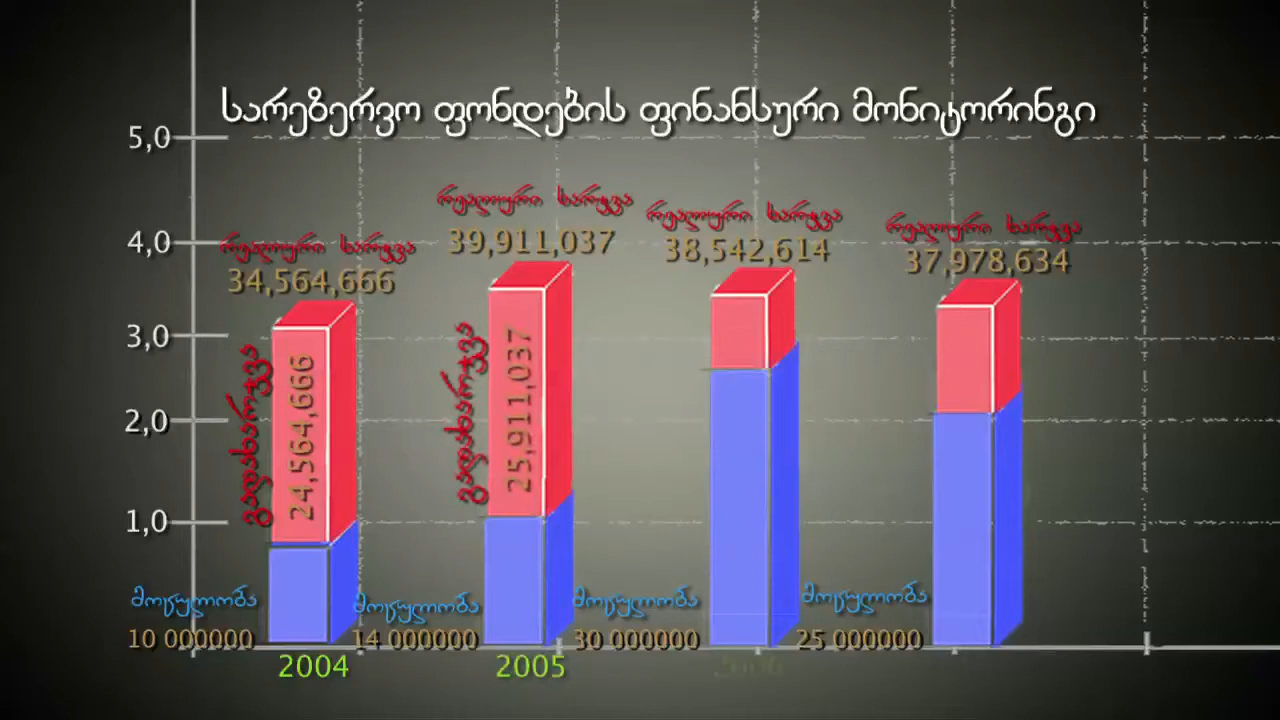 სარეზერვო ფონდების ფინანსური მონიტორინგი
5,0
4,0
3,0
2,0
1,0
რეალური ხარჯვა
34,564,666
რეალური ხარჯვა
39,911,037
რეალური ხარჯვა
38,542,614
რეალური ხარჯვა
37,978,634
გადახარჯვა
24,564,666
გადახარჯვა
25,911,037
მოცულობა
10 000000
მოცულობა
14 000000
მოცულობა
30 000000
მოცულობა
25 000000
2004
2005